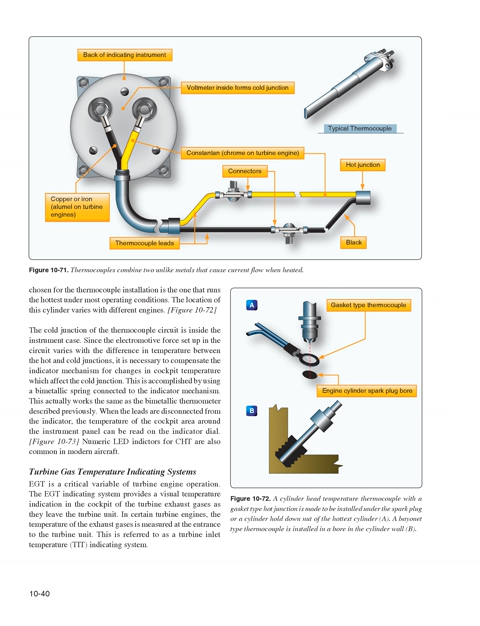 Back of indicating instrument
Voltmeter inside forms cold junction
Typical Thermocouple
Constantan (chrome on turbine engine)
Connectors
Hot junction
Copper or iron
(alumel on turbine
engines)
Thermocouple leads
Black
Figure 10-71. Thermocouples combine two unlike metals that cause current flow when heated.
chosen for the thermocouple installation is the one that runs
the hottest under most operating conditions. The location of
this cylinder varies with different engines. [Figure 10-72]
The cold junction of the thermocouple circuit is inside the
instrument case. Since the electromotive force set up in the
circuit varies with the difference in temperature between
the hot and cold junctions, it is necessary to compensate the
indicator mechanism for changes in cockpit temperature
which affect the cold junction. This is accomplished by using
a bimetallic spring connected to the indicator mechanism.
This actually works the same as the bimetallic thermometer
described previously. When the leads are disconnected from
the indicator, the temperature of the cockpit area around
the instrument panel can be read on the indicator dial.
[Figure 10-73] Numeric LED indictors for CHT are also
common in modern aircraft.
Turbine Gas Temperature Indicating Systems
EGT is a critical variable of turbine engine operation.
The EGT indicating system provides a visual temperature
indication in the cockpit of the turbine exhaust gases as
they leave the turbine unit. In certain turbine engines, the
temperature of the exhaust gases is measured at the entrance
to the turbine unit. This is referred to as a turbine inlet
temperature (TIT) indicating system.
A
Gasket type thermocouple
Engine cylinder spark plug bore
B
Figure 10-72. A cylinder head temperature thermocouple with a
gasket type hot junction is made to be installed under the spark plug
or a cylinder hold down nut of the hottest cylinder (A). A bayonet
type thermocouple is installed in a bore in the cylinder wall (B).
10-40